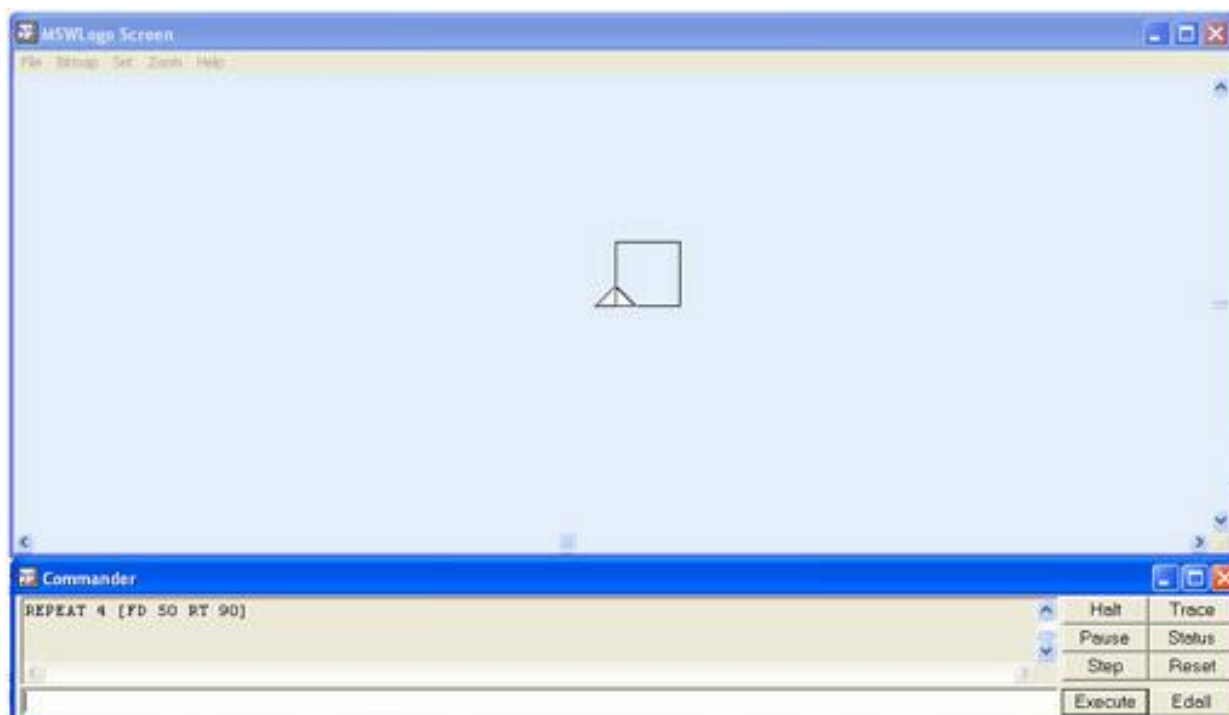 MSWLogo Screen
File Bitmap Set Zoom Help
Commander
REPEAT 4 [FD 50 RT 90]
Halt Trace
Pause Status
Step Reset
Execute Edall